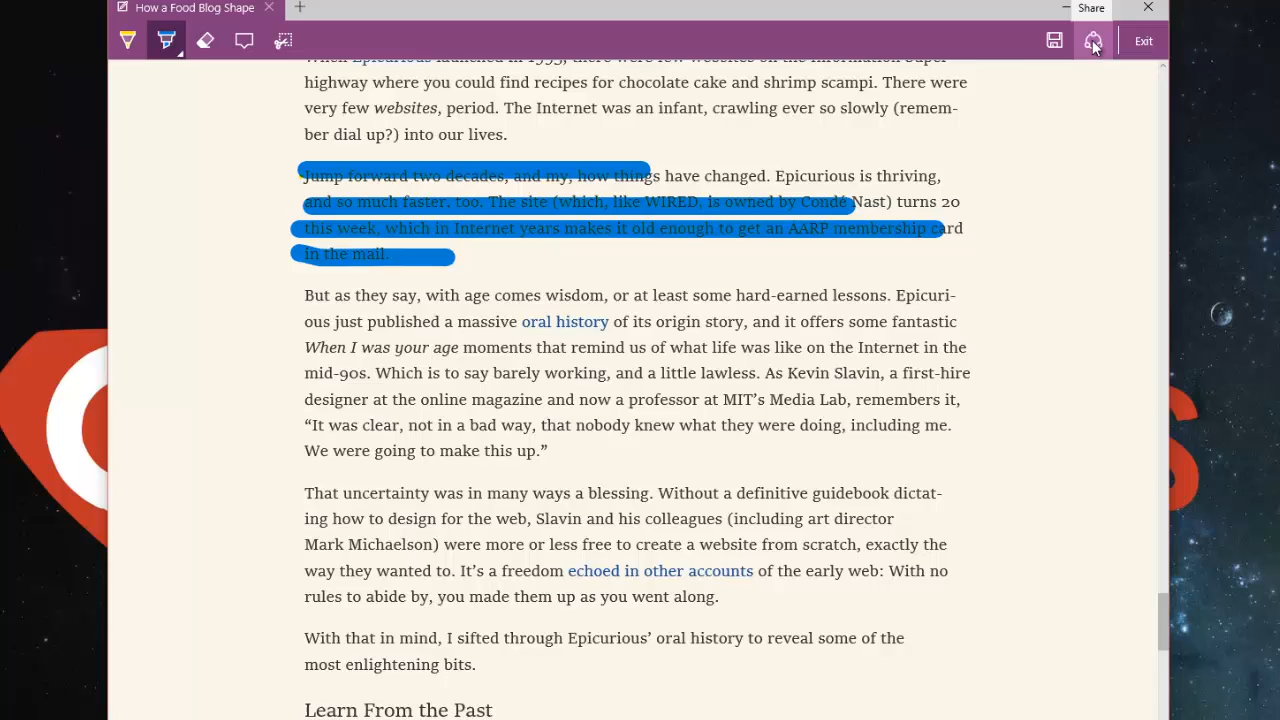 How a Food Blog Shape
Share
Exit
When Epicurious launched in 1995, there were few websites on the Information Super
highway where you could find recipes for chocolate cake and shrimp scampi. There were
very few websites, period. The Internet was an infant, crawling ever so slowly (remem-
ber dial up?) into our lives.
Jump forward two decades, and my, how things have changed. Epicurious is thriving,
and so much faster, too. The site (which, like WIRED, is owned by Condé Nast) turns 20
this week, which in Internet years makes it old enough to get an AARP membership card
in the mail.
But as they say, with age comes wisdom, or at least some hard-earned lessons. Epicuri-
ous just published a massive oral history of its origin story, and it offers some fantastic
When I was your age moments that remind us of what life was like on the Internet in the
mid-90s. Which is to say barely working, and a little lawless. As Kevin Slavin, a first-hire
designer at the online magazine and now a professor at MIT’s Media Lab, remembers it,
“It was clear, not in a bad way, that nobody knew what they were doing, including me.
We were going to make this up.”
That uncertainty was in many ways a blessing. Without a definitive guidebook dictat-
ing how to design for the web, Slavin and his colleagues (including art director
Mark Michaelson) were more or less free to create a website from scratch, exactly the
way they wanted to. It’s a freedom echoed in other accounts of the early web: With no
rules to abide by, you made them up as you went along.
With that in mind, I sifted through Epicurious’ oral history to reveal some of the
most enlightening bits.
Learn From the Past